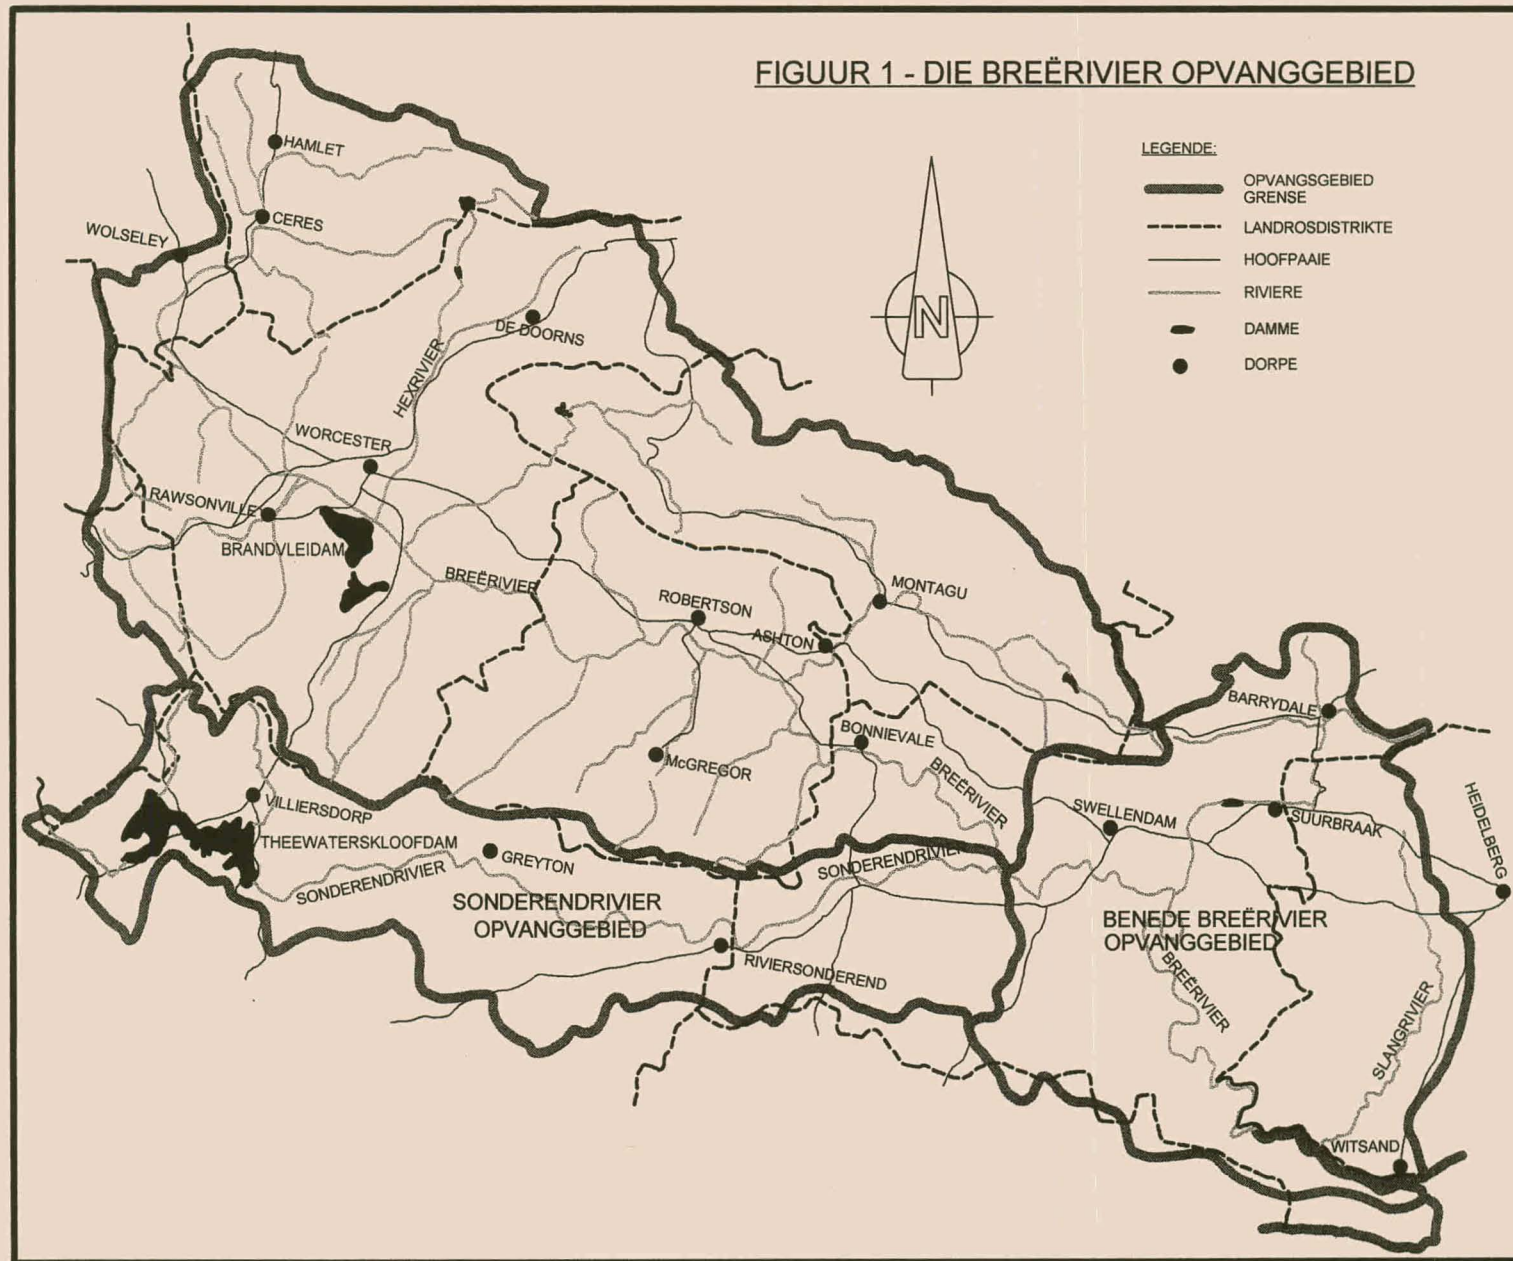 FIGUUR 1 - DIE BREËRIVIER OPVANGGEBIED
LEGENDE:
OPVANGSGEBIED
GRENSE
LANDROSDISTRIKTE
HOOFPAAIE
RIVIERE
DAMME
DORPE
N
HAMLET
CERES
WOLSELEY
DE DOORNS
HEXRIVIER
WORCESTER
RAWSONVILLE
BRANDVLEIDAM
BREËRIVIER
ROBERTSON
MONTAGU
ASHTON
BARRYDALE
BONNIEVALE
McGREGOR
BREËRIVIER
HEIDELBERG
VILLIERSDORP
SWELLENDAM
SUURBRAAK
THEEWATERSKLOOFDAM
GREYTON
SONDERENDRIVIER
SONDERENDRIVIER
SONDERENDRIVIER
OPVANGGEBIED
BENEDE BREËRIVIER
OPVANGGEBIED
RIVIERSONDEREND
BREËRIVIER
SLANGRIVIER
WITSAND